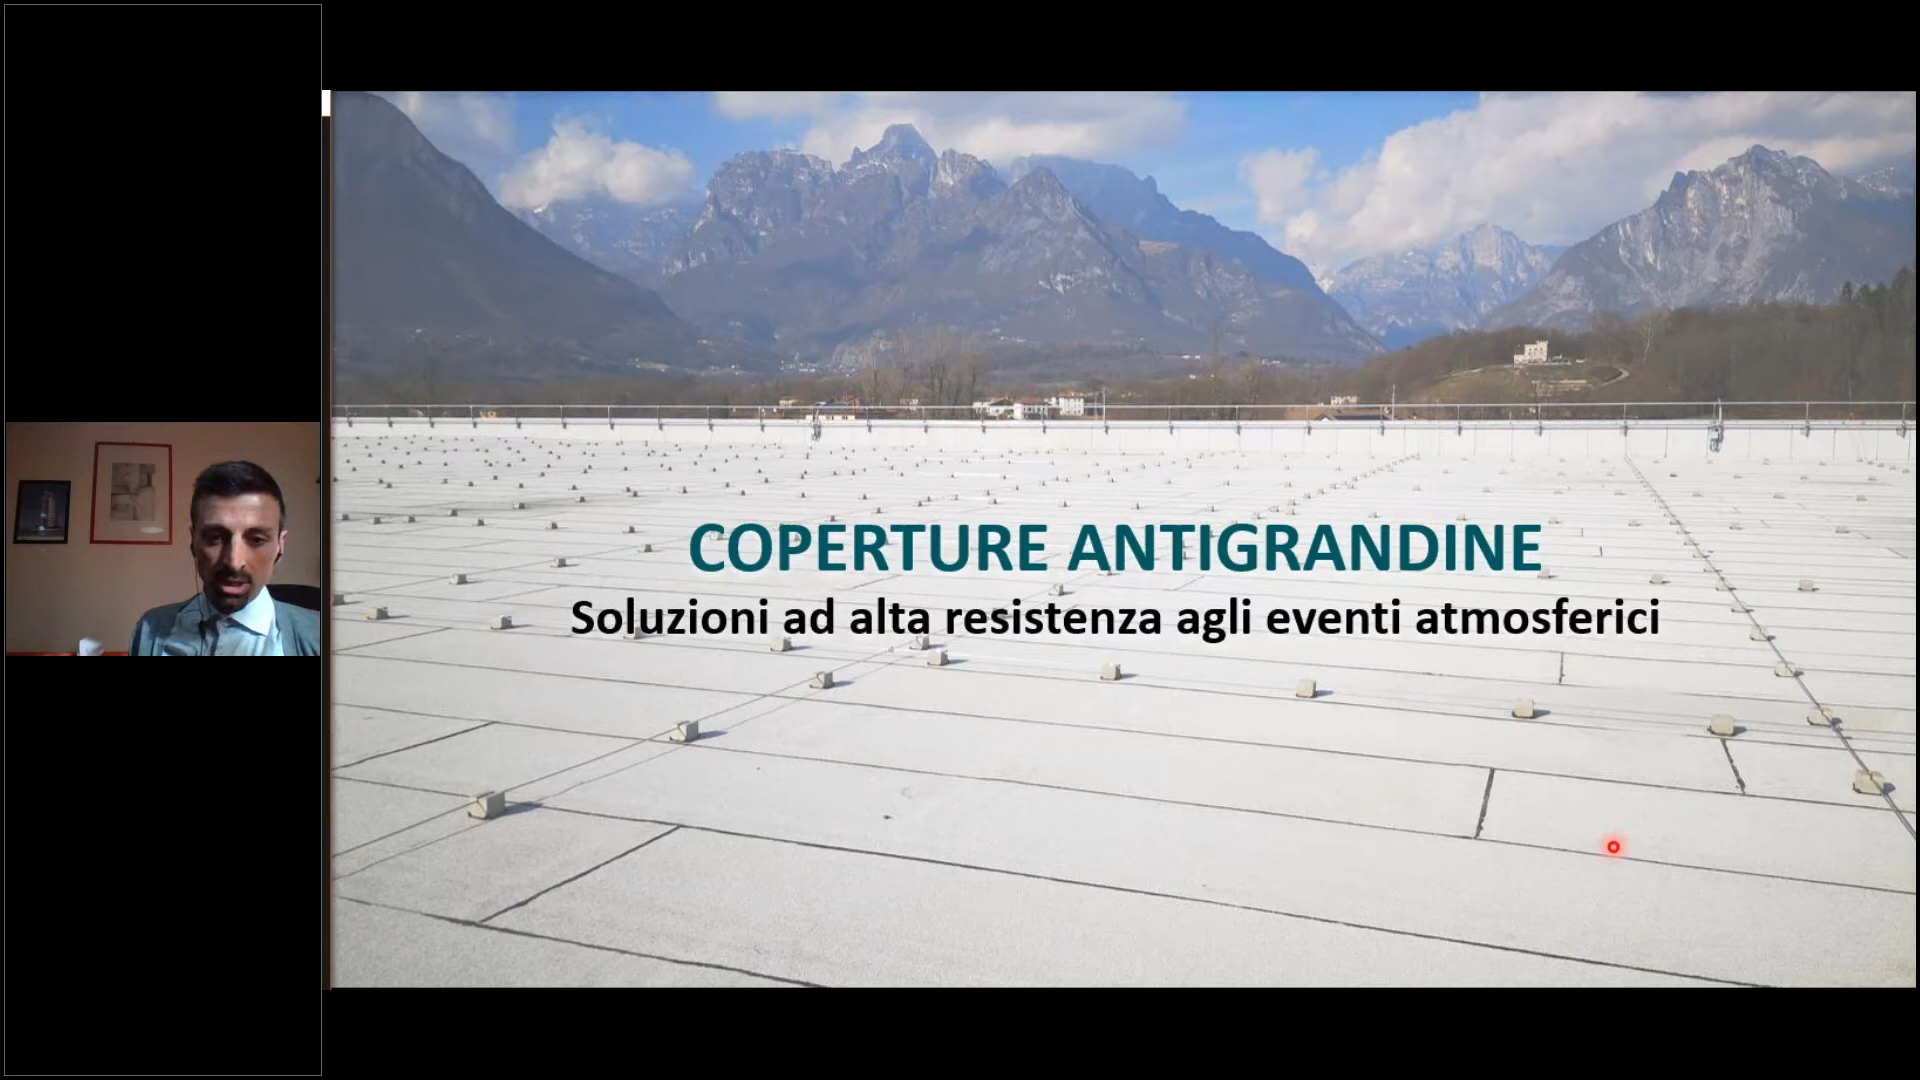 COPERTURE ANTIGRANDINE
Soluzioni ad alta resistenza agli eventi atmosferici